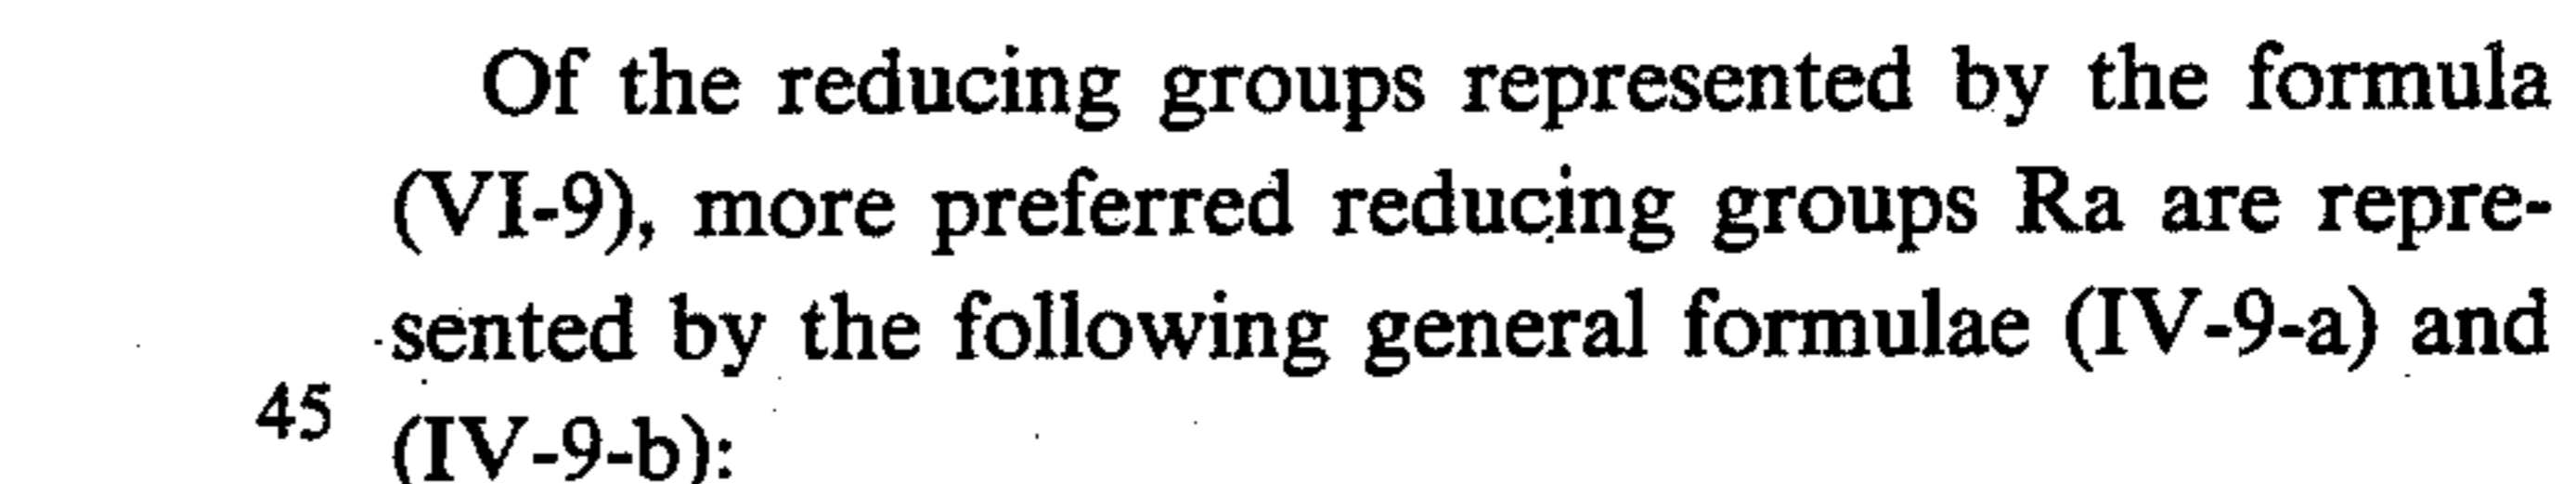 Of the reducing groups represented by the formula
(VI-9), more preferred reducing groups Ra are repre-
sented by the following general formulae (IV-9-a) and
45 (IV-9-b):